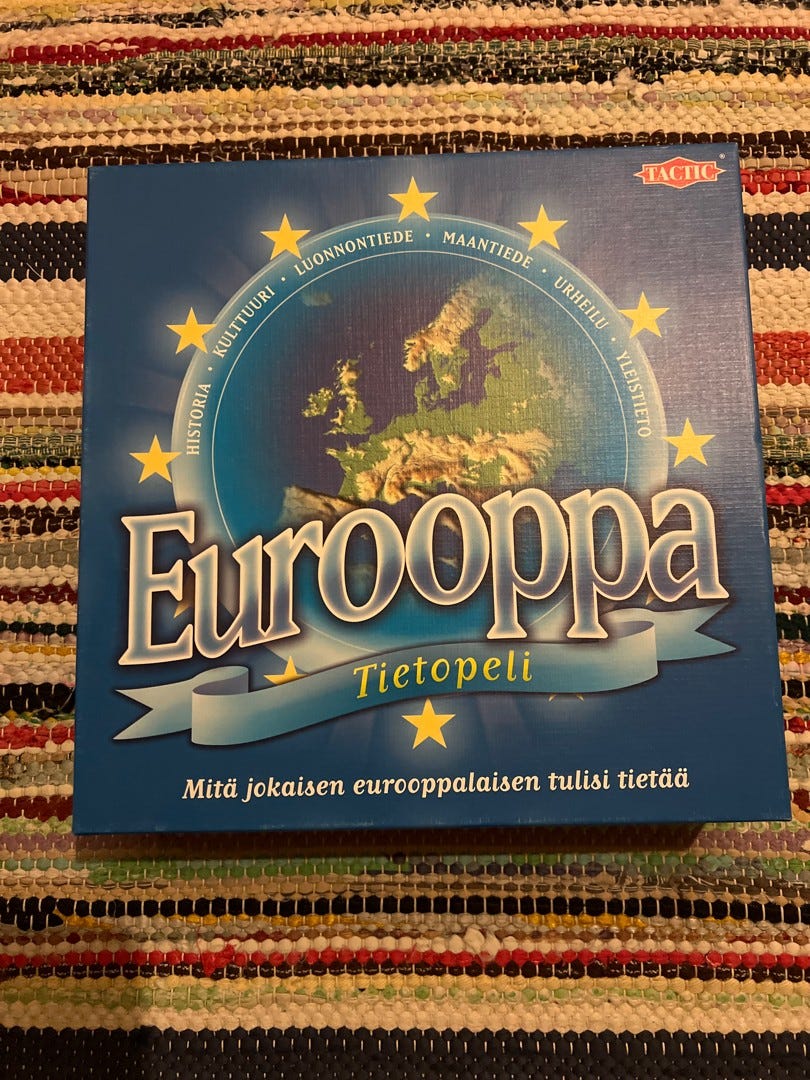 TACTIC®
HISTORIA • KULTTUURI • LUONNONTIEDE • MAANTIEDE • URHEILU • YLEISTIETO
Eurooppa
Tietopeli
Mitä jokaisen eurooppalaisen tulisi tietää